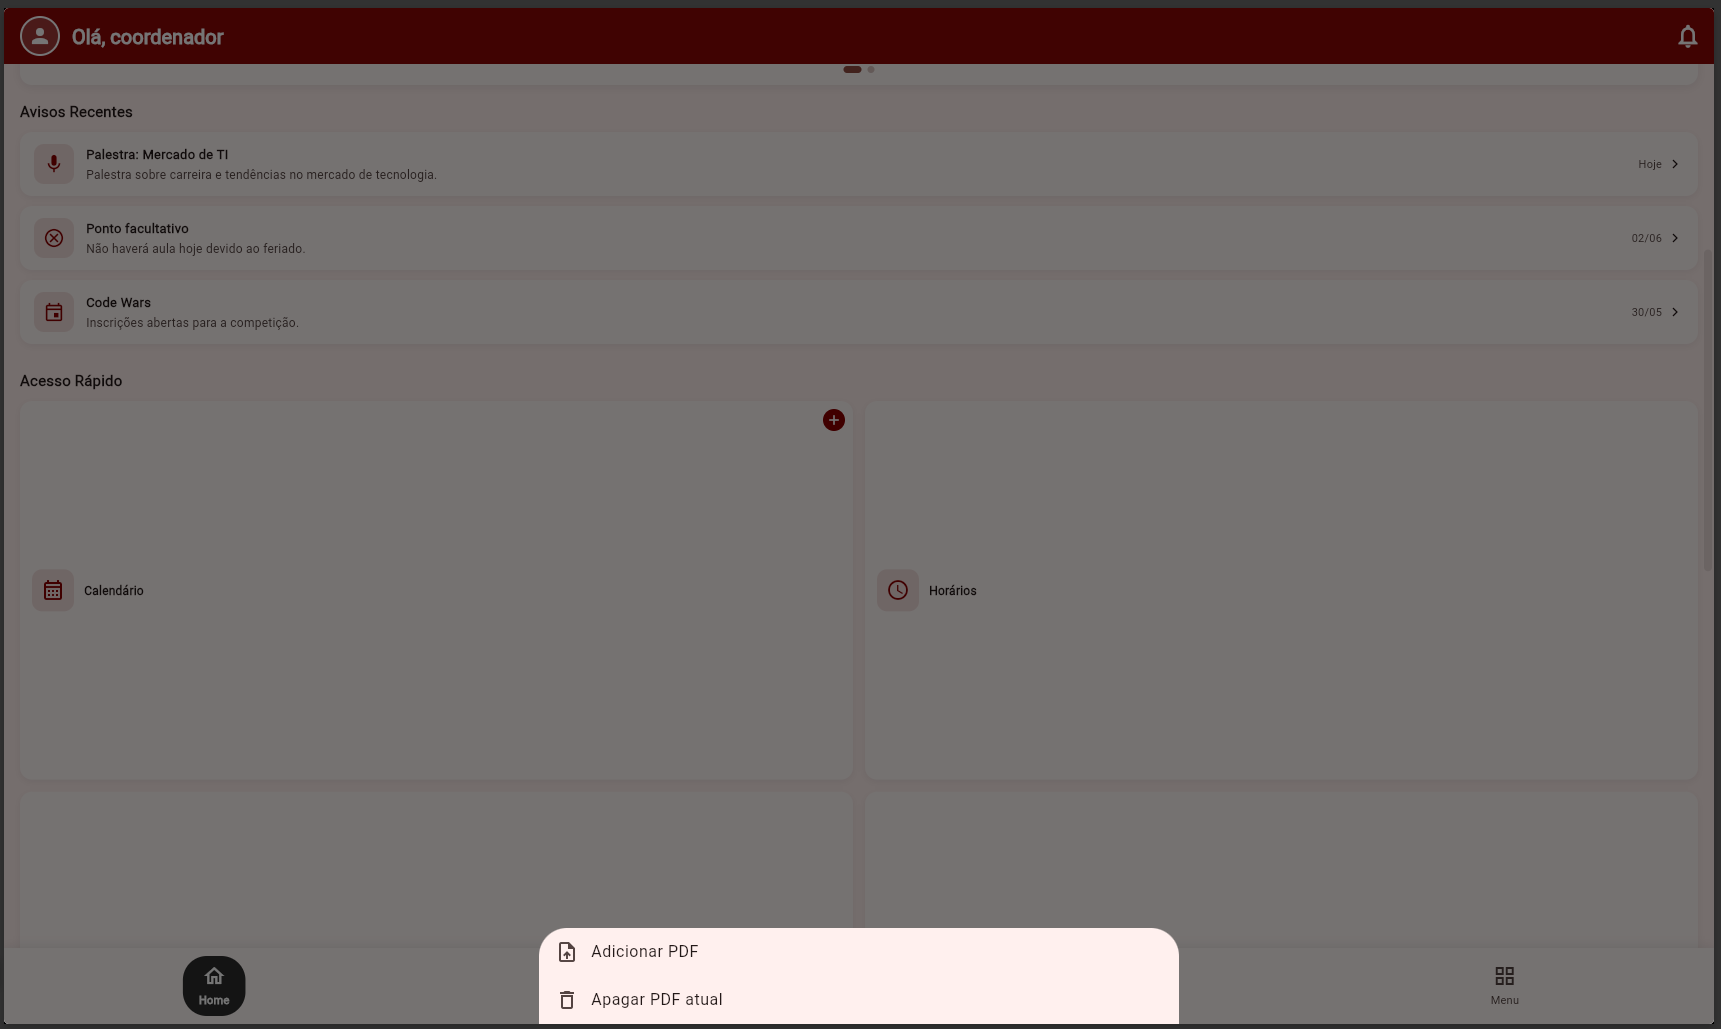 Olá, coordenador
Avisos Recentes
Palestra: Mercado de TI
Palestra sobre carreira e tendências no mercado de tecnologia.
Hoje
Ponto facultativo
Não haverá aula hoje devido ao feriado.
02/06
Code Wars
Inscrições abertas para a competição.
30/05
Acesso Rápido
Calendário
Horários
Adicionar PDF
Apagar PDF atual
Home
Menu